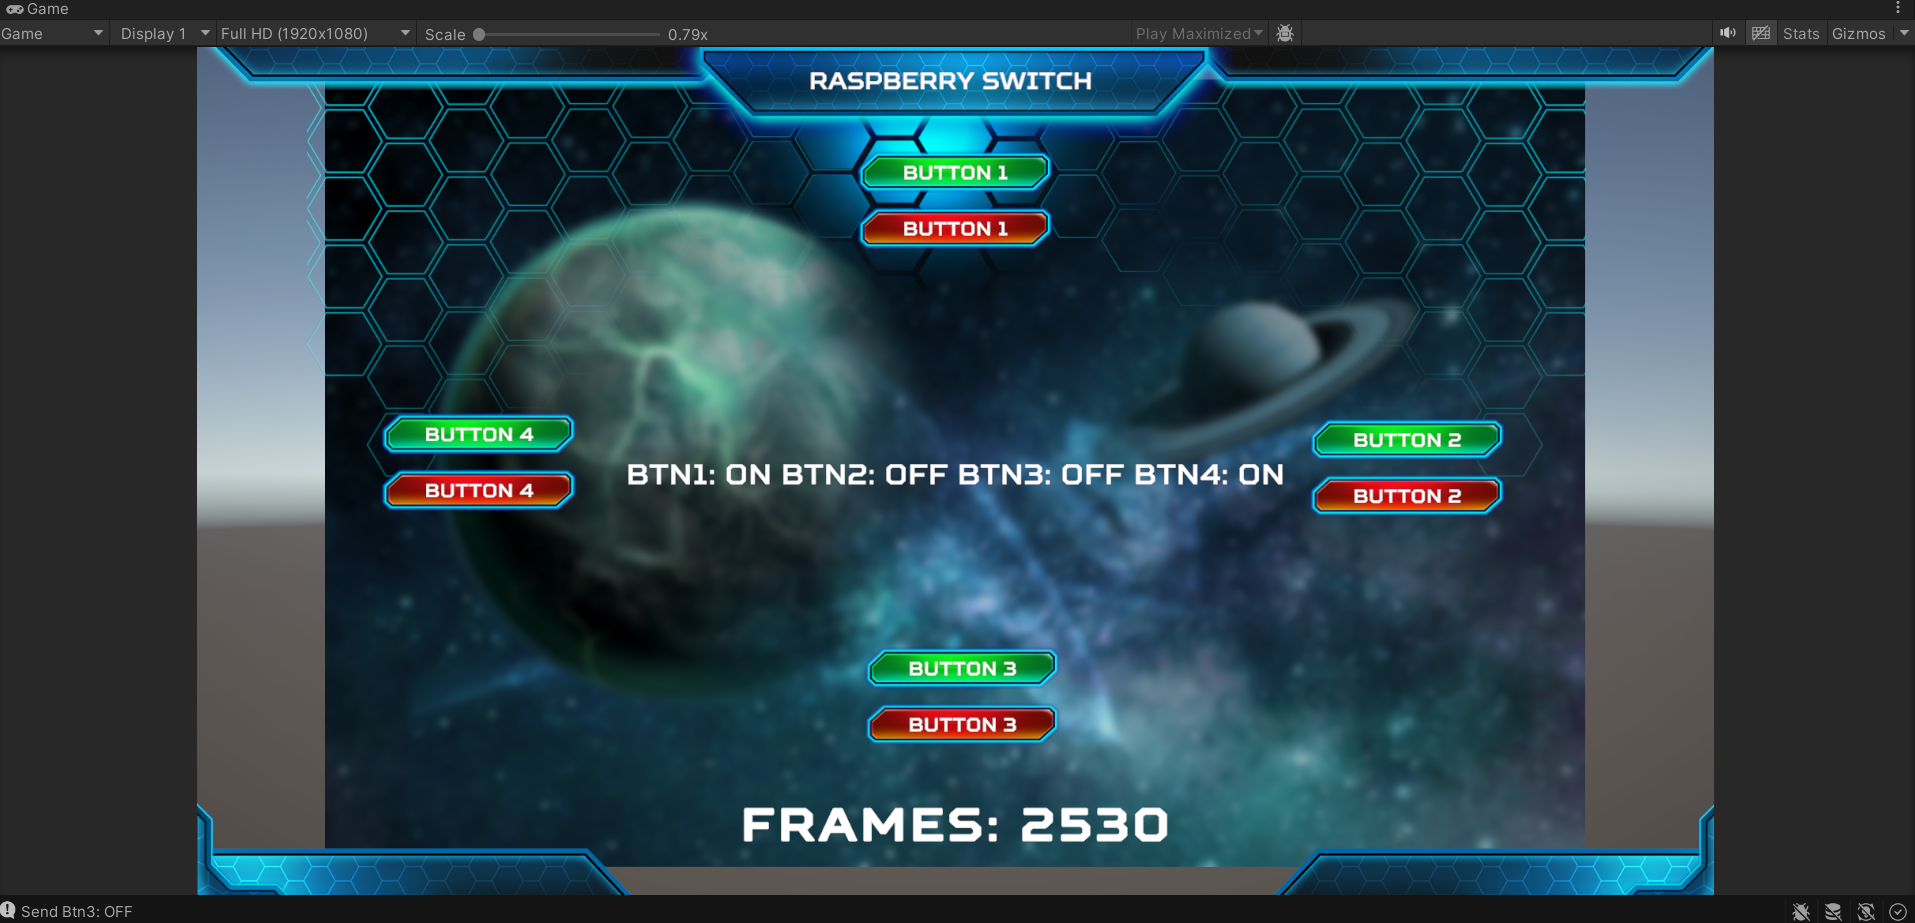 Game
Game Display 1 Full HD (1920x1080) Scale 0.79x Play Maximized Stats Gizmos
RASPBERRY SWITCH
BUTTON 1
BUTTON 1
BUTTON 4
BUTTON 2
BTN1: ON BTN2: OFF BTN3: OFF BTN4: ON
BUTTON 4
BUTTON 2
BUTTON 3
BUTTON 3
FRAMES: 2530
Send Btn3: OFF